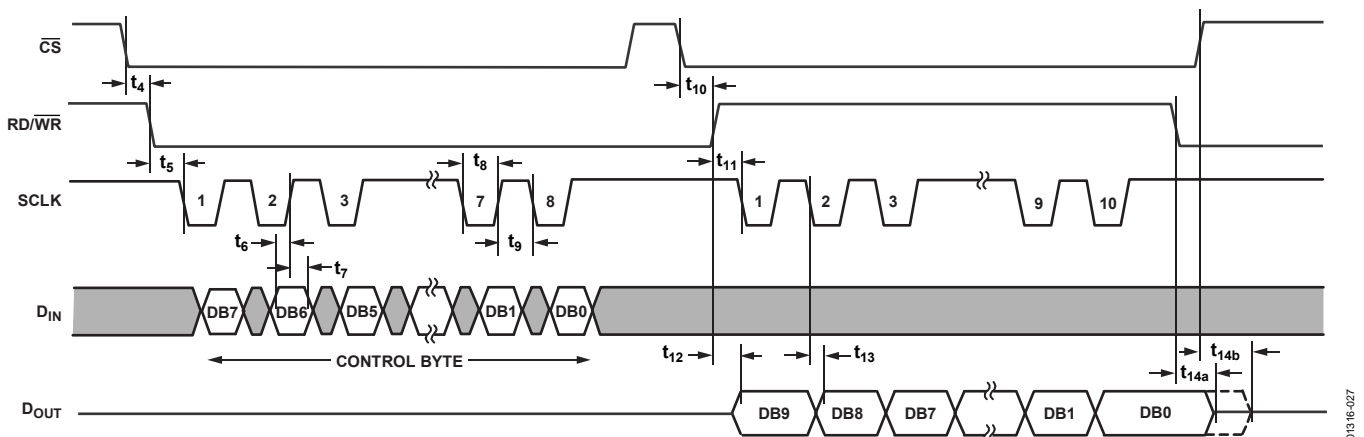 CS
t4
t10
RD/WR
t5
t8
t11
SCLK
1
2
3
7
8
1
2
3
9
10
t6
t9
t7
DIN
DB7
DB6
DB5
DB1
DB0
CONTROL BYTE
t12
t13
t14b
t14a
DOUT
DB9
DB8
DB7
DB1
DB0
01316-027